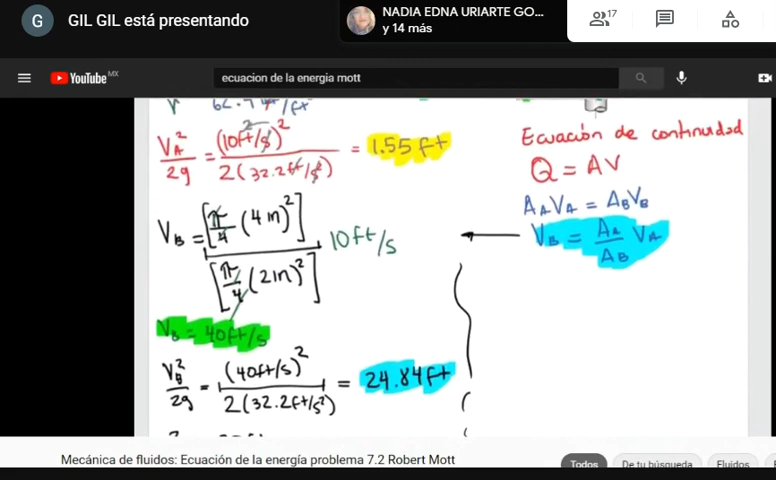 G GIL GIL está presentando
NADIA EDNA URIARTE GO...
y 14 más
17
YouTube MX
ecuacion de la energia mott
V_A²/2g = (10ft/s)²/2(32.2ft/s²) = 1.55 ft
Ecuación de continuidad
Q = AV
A_A V_A = A_B V_B
V_B = A_A/A_B V_A
V_B = [π/4 (4in)²]/[π/4 (2in)²] 10ft/s
V_B = 40ft/s
V_B²/2g = (40ft/s)²/2(32.2ft/s²) = 24.84ft
Mecánica de fluidos: Ecuación de la energía problema 7.2 Robert Mott
Todos De tu búsqueda Fluidos